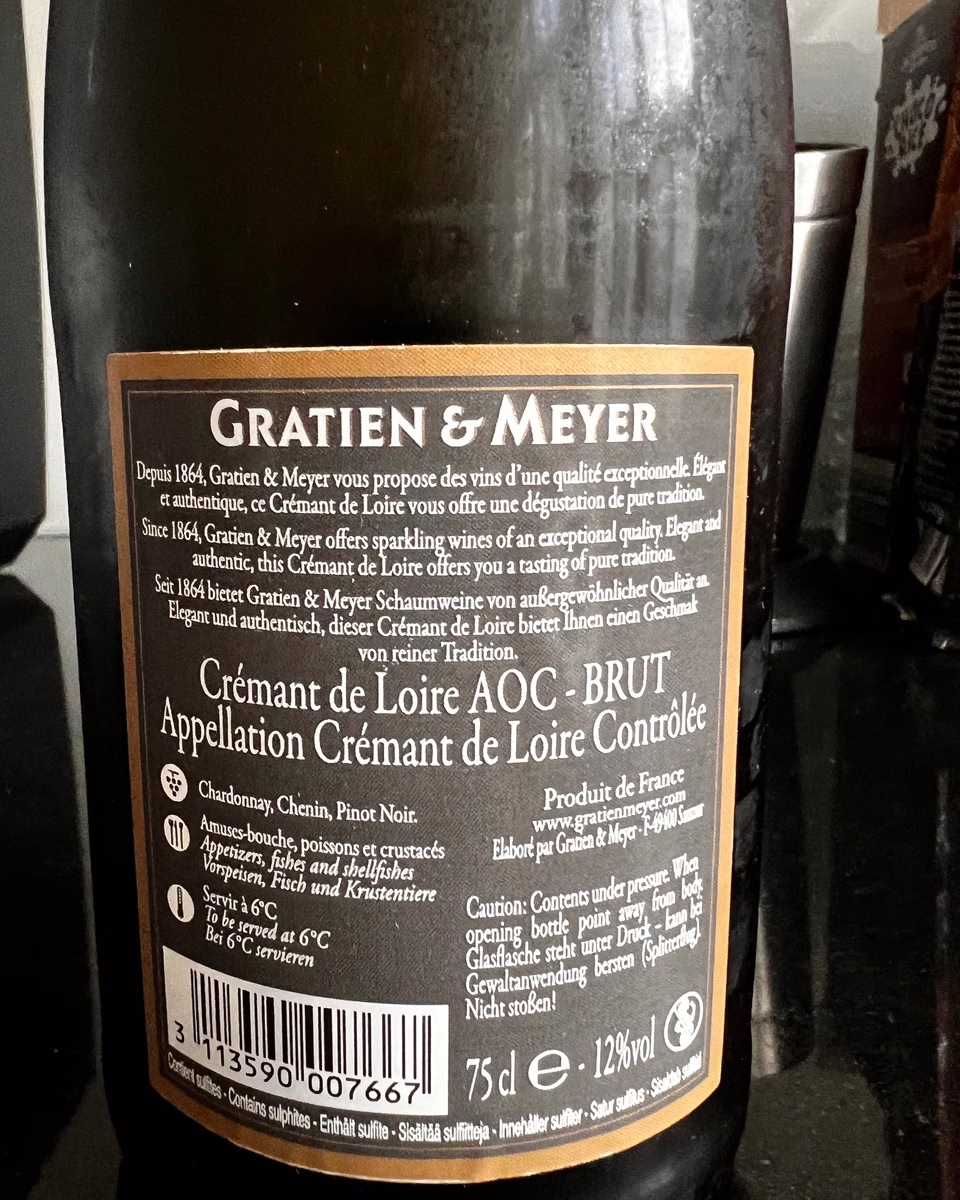 GRATIEN & MEYER
Depuis 1864, Gratien & Meyer vous propose des vins d'une qualité exceptionnelle. Élégant
et authentique, ce Crémant de Loire vous offre une dégustation de pure tradition.
Since 1864, Gratien & Meyer offers sparkling wines of an exceptional quality. Elegant and
authentic, this Crémant de Loire offers you a tasting of pure tradition.
Seit 1864 bietet Gratien & Meyer Schaumweine von außergewöhnlicher Qualität an.
Elegant und authentisch, dieser Crémant de Loire bietet Ihnen einen Geschmak
von reiner Tradition.
Crémant de Loire AOC - BRUT
Appellation Crémant de Loire Contrôlée
Chardonnay, Chenin, Pinot Noir.
Amuses-bouche, poissons et crustacés
Appetizers, fishes and shellfishes
Vorspeisen, Fisch und Krustentiere
Servir à 6°C
To be served at 6°C
Bei 6°C servieren
Produit de France
www.gratienmeyer.com
Elaboré par Gratien & Meyer - F-49400 Saumur
Caution: Contents under pressure. When
opening bottle point away from body.
Glasflasche steht unter Druck - kann bei
Gewaltanwendung bersten (Splitterflug).
Nicht stoßen!
3 113590 007667
75 cl e - 12%vol
Contient sulfites - Contains sulphites - Enthält sulfite - Sisältää sulfiitteja - Innehåller sulfiter - Satur sulfitus - Sisaldab sulfitid